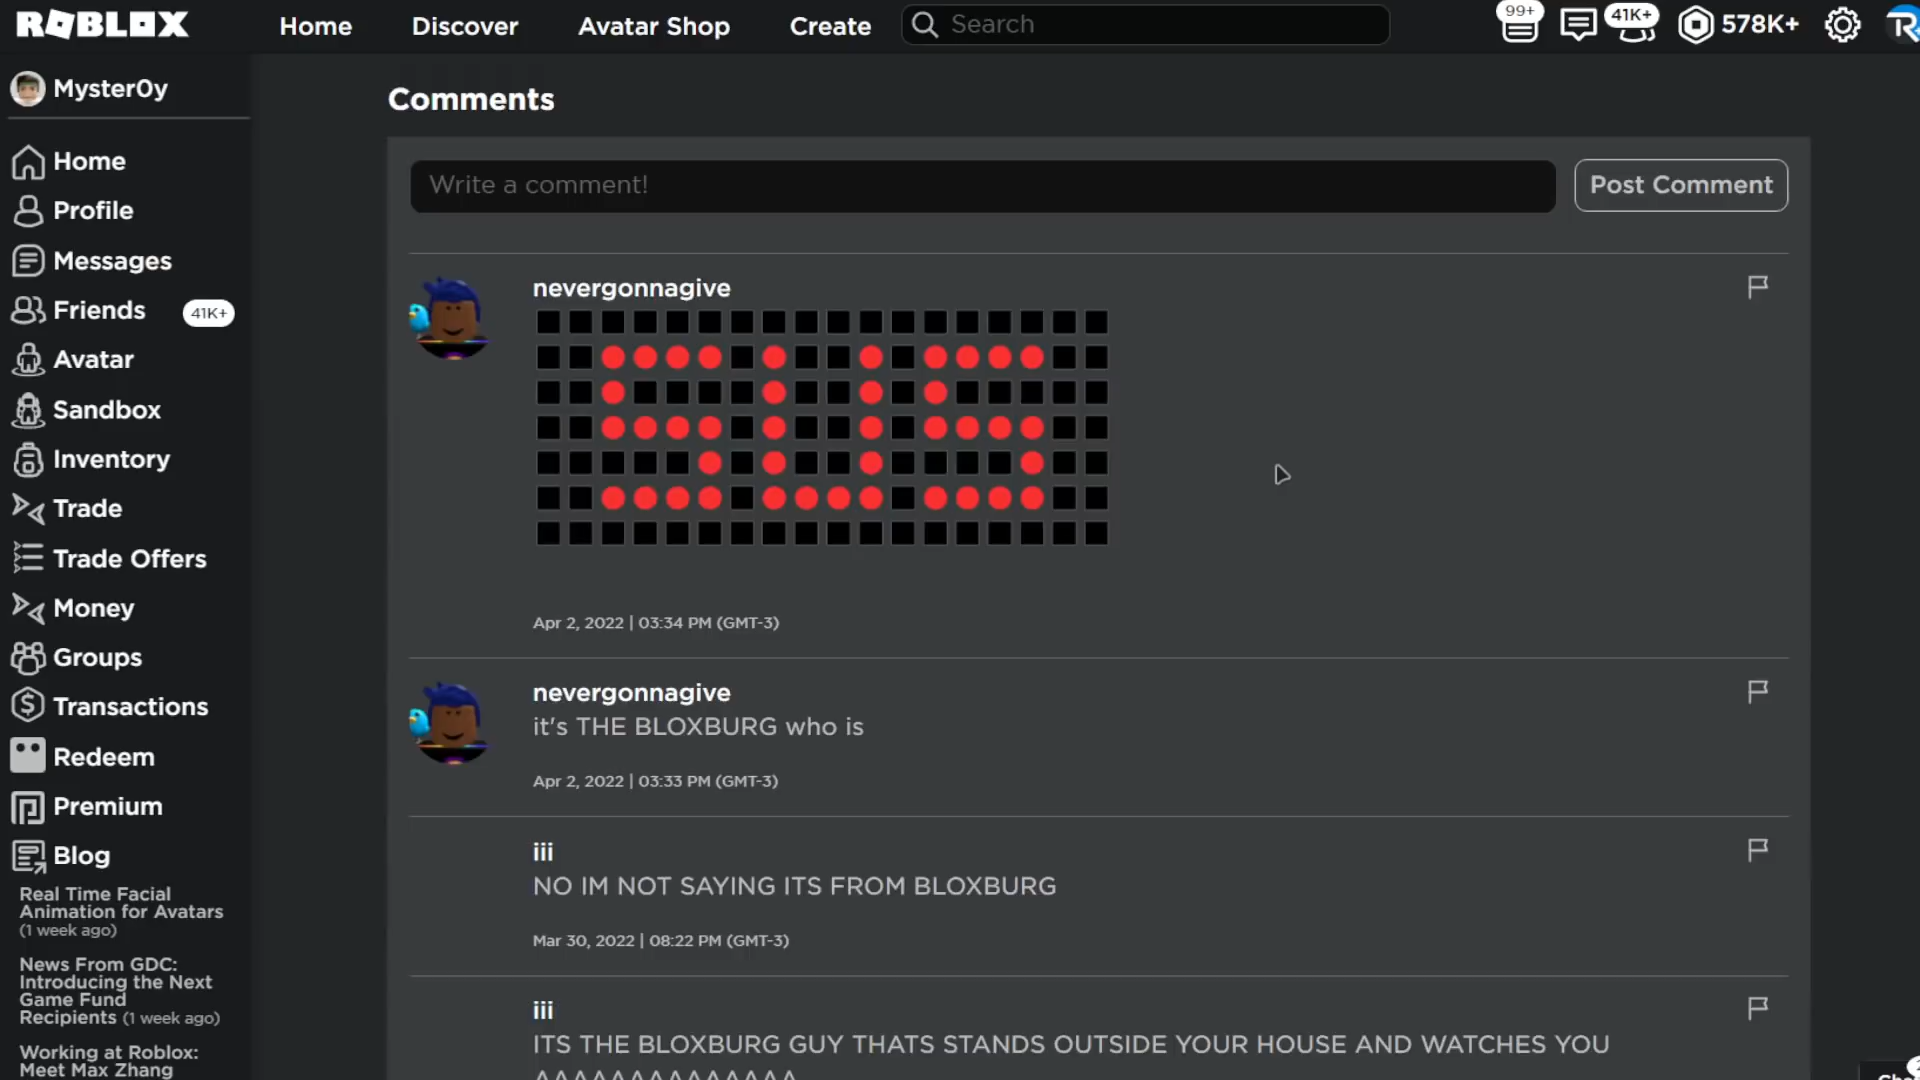 ROBLOX
Home
Discover
Avatar Shop
Create
Search
99+
41K+
578K+
Myster0y
Home
Profile
Messages
Friends
41K+
Avatar
Sandbox
Inventory
Trade
Trade Offers
Money
Groups
Transactions
Redeem
Premium
Blog
Real Time Facial
Animation for Avatars
(1 week ago)
News From GDC:
Introducing the Next
Game Fund
Recipients (1 week ago)
Working at Roblox:
Meet Max Zhang
Comments
Write a comment!
Post Comment
nevergonnagive
SUS
Apr 2, 2022 | 03:34 PM (GMT-3)
nevergonnagive
it's THE BLOXBURG who is
Apr 2, 2022 | 03:33 PM (GMT-3)
iii
NO IM NOT SAYING ITS FROM BLOXBURG
Mar 30, 2022 | 08:22 PM (GMT-3)
iii
ITS THE BLOXBURG GUY THATS STANDS OUTSIDE YOUR HOUSE AND WATCHES YOU